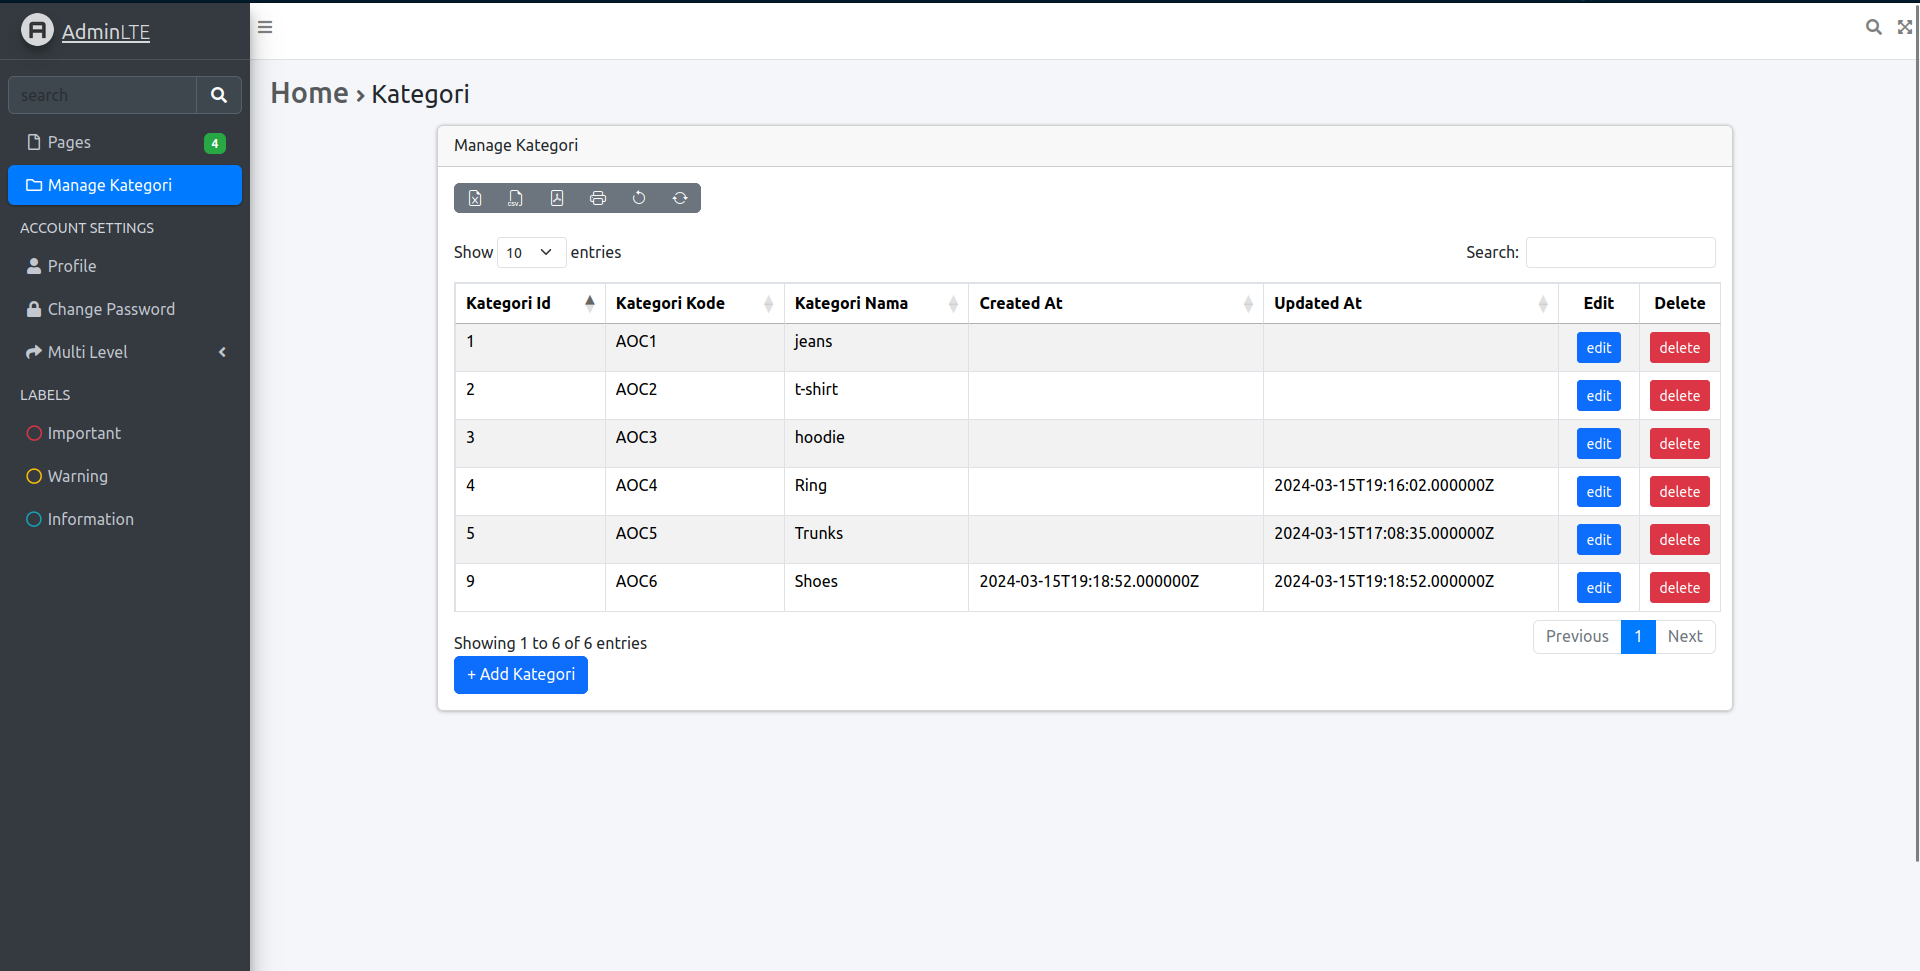 AdminLTE
search
Pages 4
Manage Kategori
ACCOUNT SETTINGS
Profile
Change Password
Multi Level
LABELS
Important
Warning
Information
Home › Kategori
Manage Kategori
CSV
Show 10 entries Search:
Kategori Id Kategori Kode Kategori Nama Created At Updated At Edit Delete
1 AOC1 jeans edit delete
2 AOC2 t-shirt edit delete
3 AOC3 hoodie edit delete
4 AOC4 Ring 2024-03-15T19:16:02.000000Z edit delete
5 AOC5 Trunks 2024-03-15T17:08:35.000000Z edit delete
9 AOC6 Shoes 2024-03-15T19:18:52.000000Z 2024-03-15T19:18:52.000000Z edit delete
Showing 1 to 6 of 6 entries Previous 1 Next
+ Add Kategori